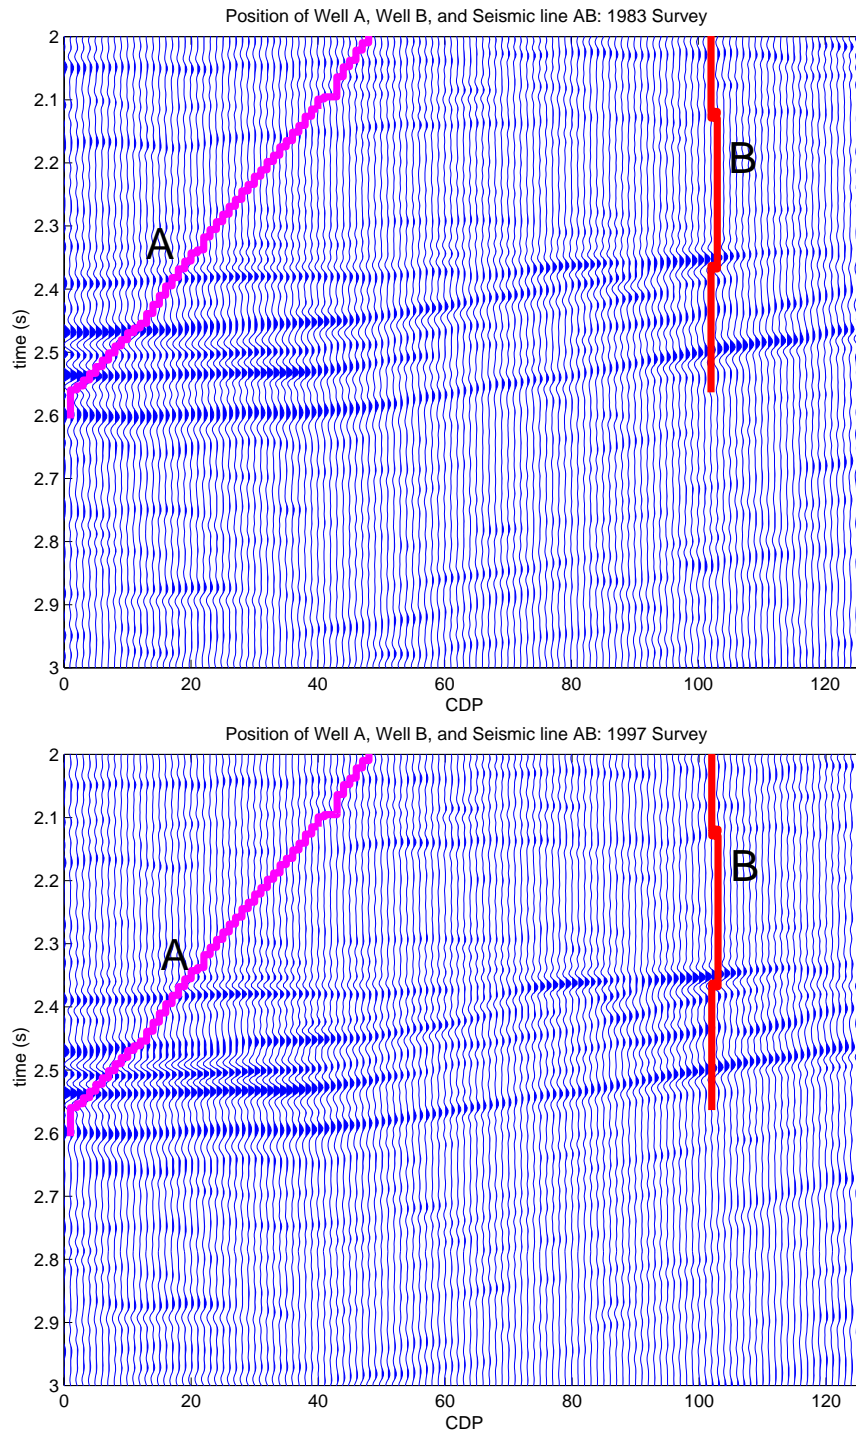 Position of Well A, Well B, and Seismic line AB: 1983 Survey
2
2.1
2.2
2.3
2.4
2.5
2.6
2.7
2.8
2.9
3
time (s)
A
B
0 20 40 60 80 100 120
CDP
Position of Well A, Well B, and Seismic line AB: 1997 Survey
2
2.1
2.2
2.3
2.4
2.5
2.6
2.7
2.8
2.9
3
time (s)
A
B
0 20 40 60 80 100 120
CDP